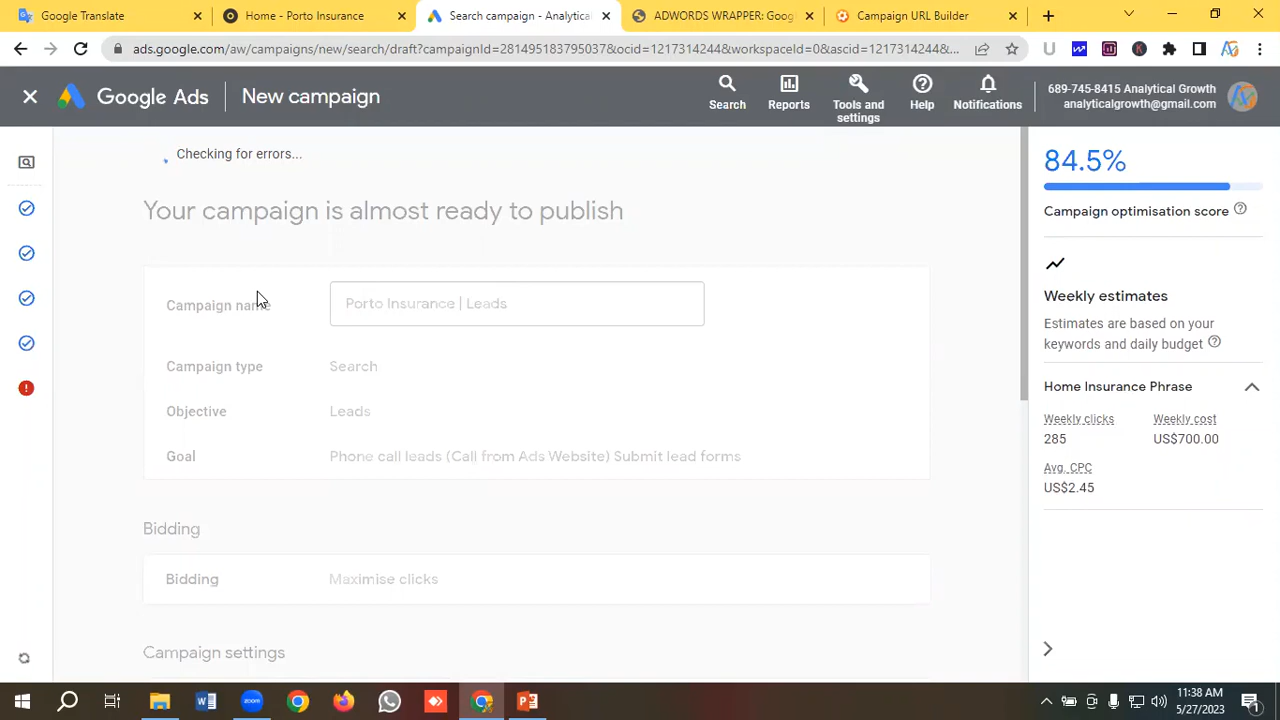 Google Translate
Home - Porto Insurance
Search campaign - Analytical
ADWORDS WRAPPER: Goog
Campaign URL Builder
ads.google.com/aw/campaigns/new/search/draft?campaignId=281495183795037&ocid=1217314244&workspaceId=0&ascid=1217314244&...
Google Ads
New campaign
Search
Reports
Tools and
settings
Help
Notifications
689-745-8415 Analytical Growth
analyticalgrowth@gmail.com
Checking for errors...
Your campaign is almost ready to publish
Campaign name
Porto Insurance | Leads
Campaign type
Search
Objective
Leads
Goal
Phone call leads (Call from Ads Website) Submit lead forms
Bidding
Bidding
Maximise clicks
Campaign settings
84.5%
Campaign optimisation score
Weekly estimates
Estimates are based on your
keywords and daily budget
Home Insurance Phrase
Weekly clicks
Weekly cost
285
US$700.00
Avg. CPC
US$2.45
zoom
11:38 AM
5/27/2023